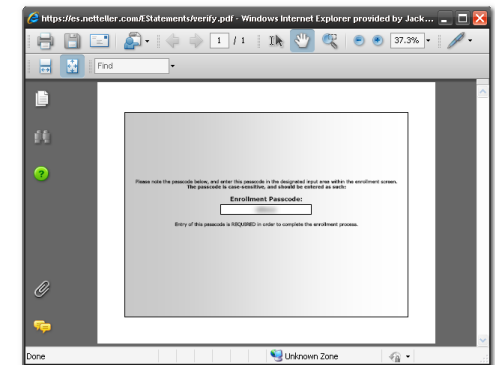 https://es.netteller.com/EStatements/verify.pdf - Windows Internet Explorer provided by Jack...
1 / 1
37.3%
Find
Please note the passcode below, and enter this passcode in the designated input area within the enrollment screen.
The passcode is case-sensitive, and should be entered as such:
Enrollment Passcode:
Entry of this passcode is REQUIRED in order to complete the enrollment process.
Done
Unknown Zone